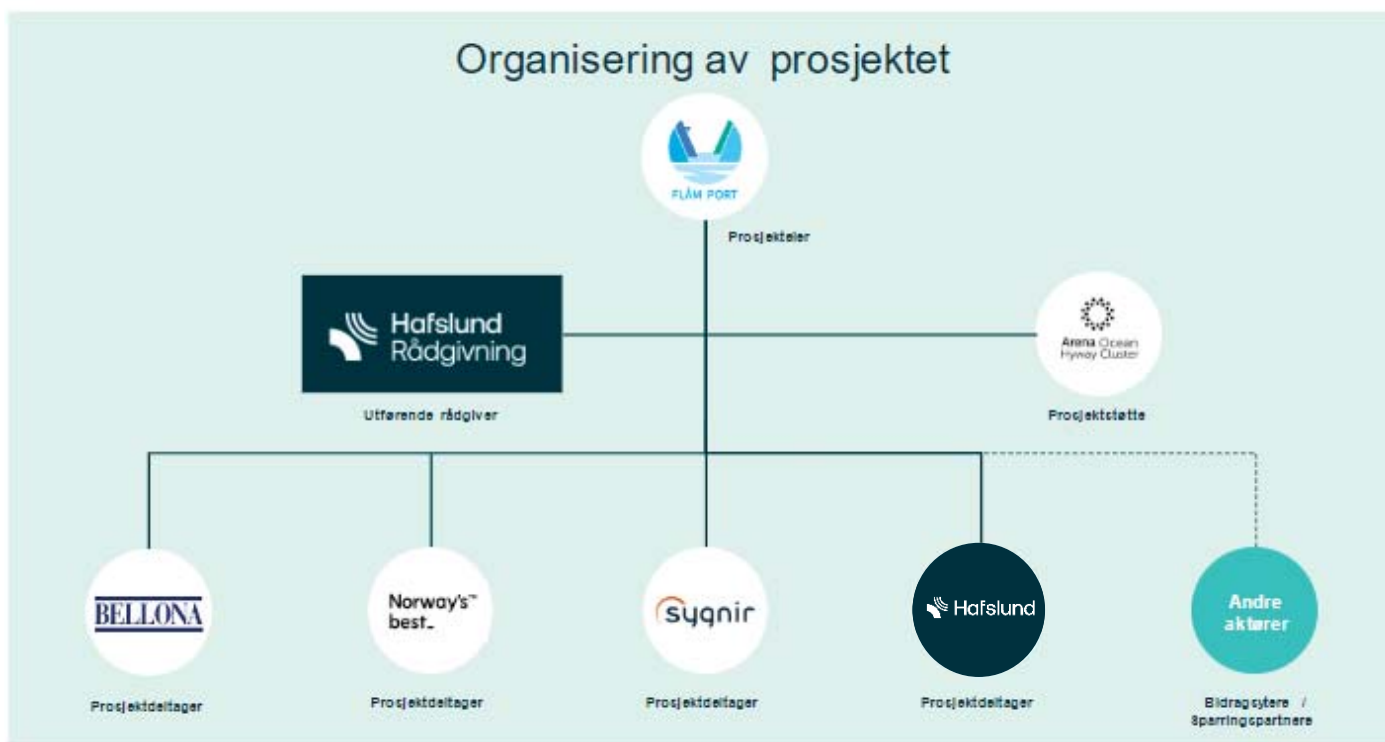 Organisering av prosjektet
FLÅM PORT
Prosjekteier
Hafslund
Rådgivning
Utførende rådgiver
Arena Ocean
Hyway Cluster
Prosjektstøtte
BELLONA
Prosjektdeltager
Norway's™
best_
Prosjektdeltager
sygnir
Prosjektdeltager
Hafslund
Prosjektdeltager
Andre
aktører
Bidragsytere /
Sparringspartnere